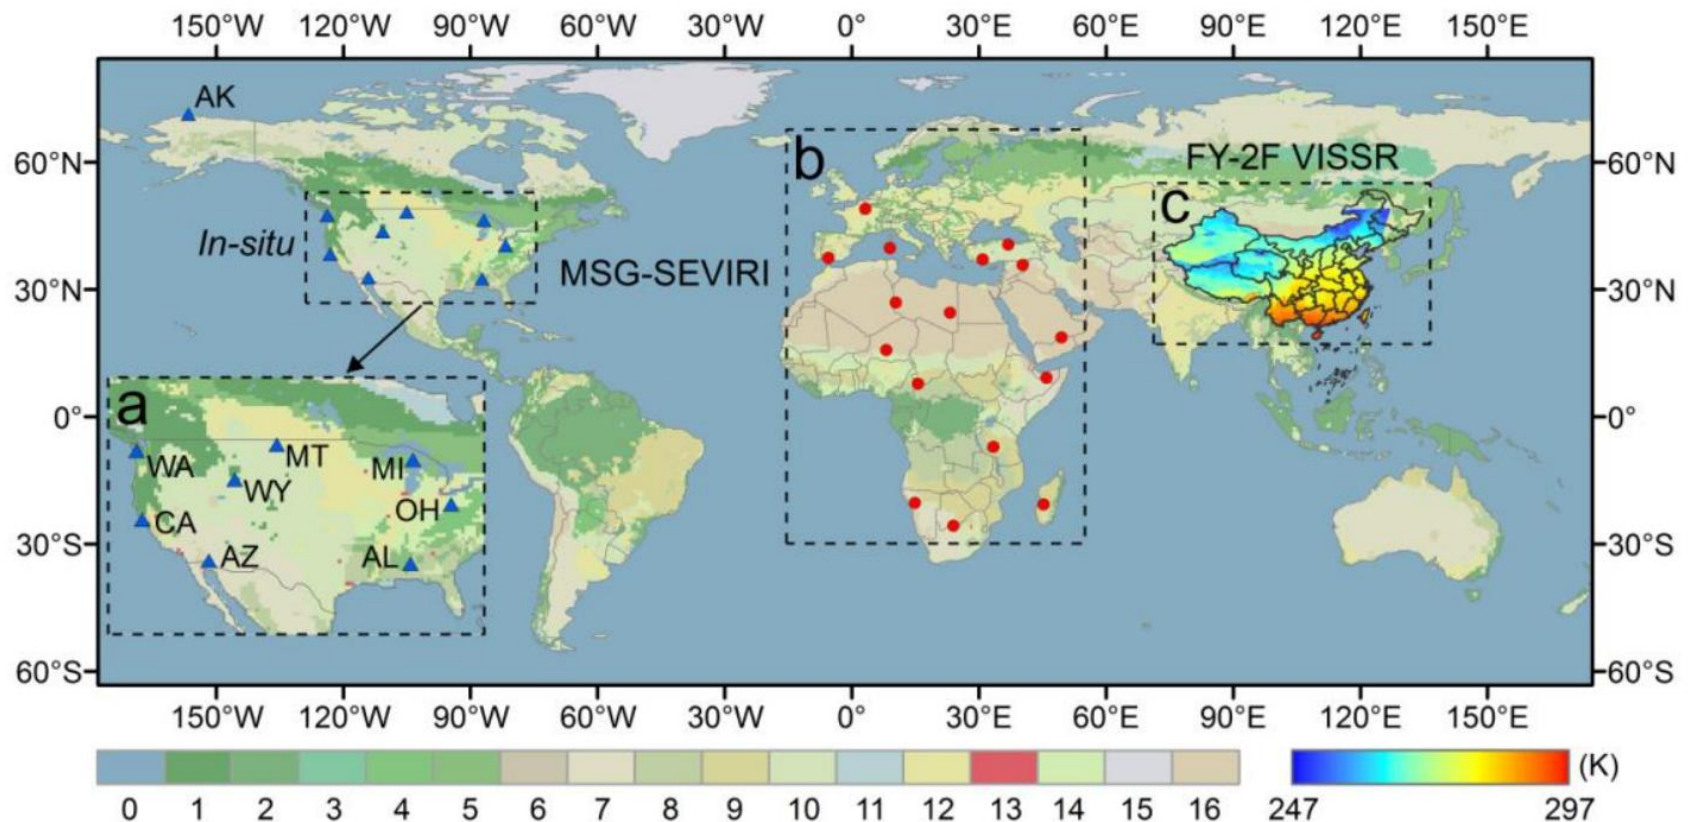 150°W 120°W 90°W 60°W 30°W 0° 30°E 60°E 90°E 120°E 150°E
AK
60°N
b
FY-2F VISSR
60°N
c
In-situ
MSG-SEVIRI
30°N
30°N
a
0°
0°
MT
WA
MI
WY
OH
CA
AZ
AL
30°S
30°S
60°S
60°S
150°W 120°W 90°W 60°W 30°W 0° 30°E 60°E 90°E 120°E 150°E
(K)
0 1 2 3 4 5 6 7 8 9 10 11 12 13 14 15 16
247 297